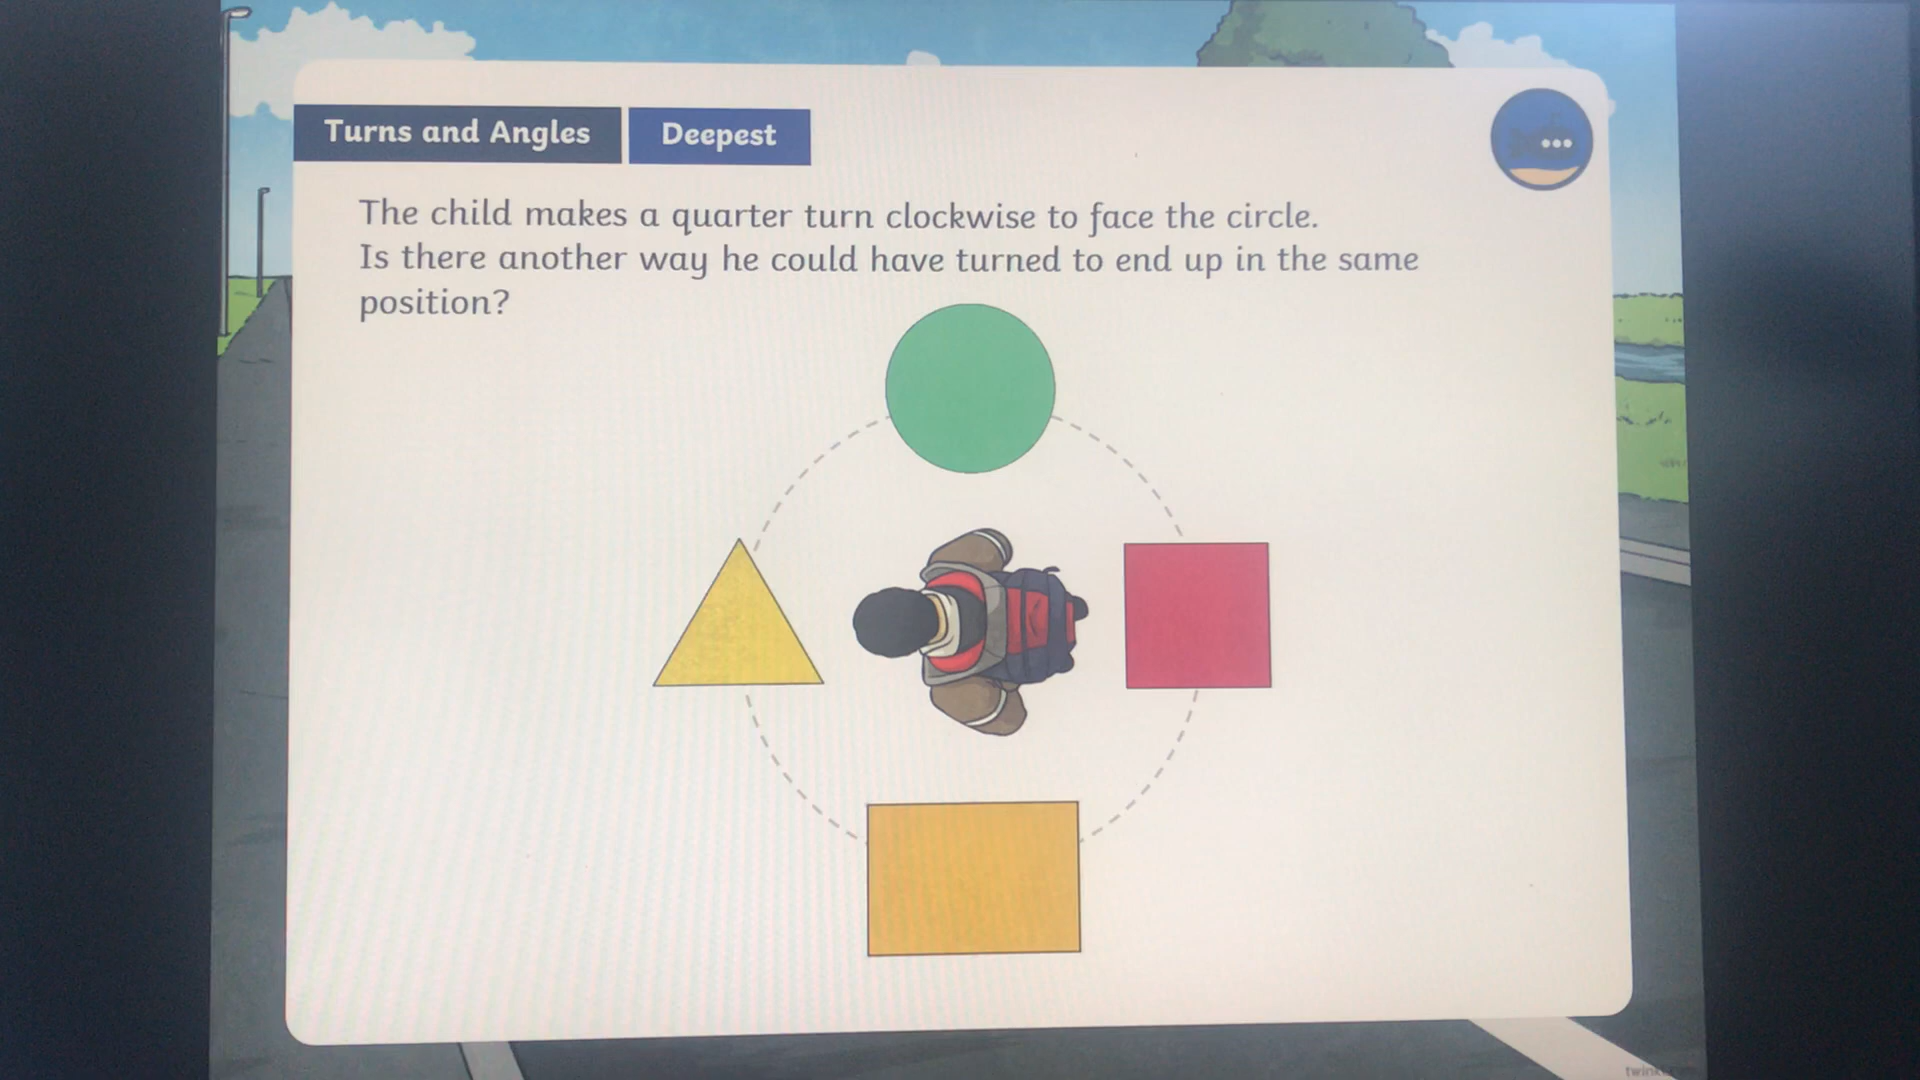 Turns and Angles
Deepest
The child makes a quarter turn clockwise to face the circle.
Is there another way he could have turned to end up in the same
position?